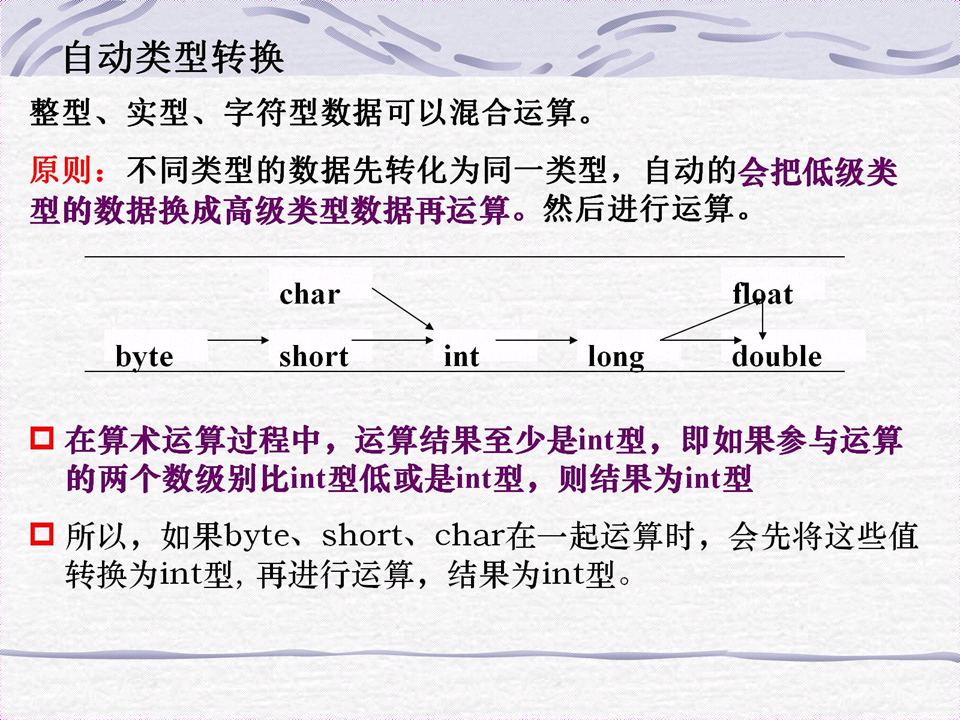 自动类型转换
整型、实型、字符型数据可以混合运算。
原则：不同类型的数据先转化为同一类型，自动的会把低级类
型的数据换成高级类型数据再运算。然后进行运算。
char float
byte short int long double
在算术运算过程中，运算结果至少是int型，即如果参与运算
的两个数级别比int型低或是int型，则结果为int型
所以，如果byte、short、char在一起运算时，会先将这些值
转换为int型, 再进行运算，结果为int型。